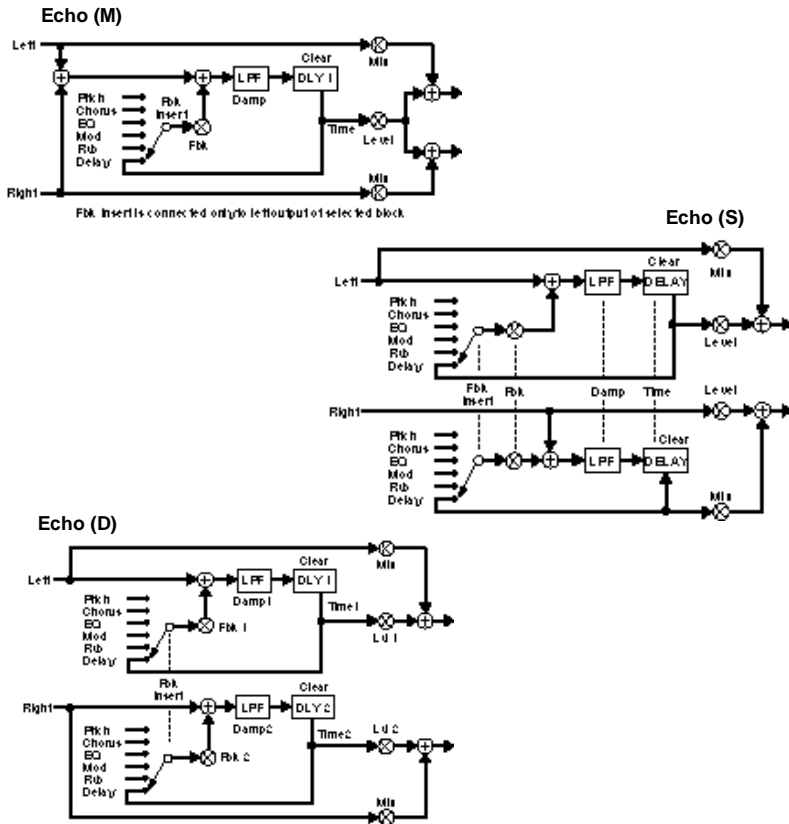 Echo (M)
Left
Clear
Mix
LPF
DLY 1
Damp
Pitch
Chorus
EQ
Mod
Rvb
Delay
Fbk
Insert
Fbk
Time
Level
Mix
Right
Fbk Insert is connected only to left output of selected block
Echo (S)
Clear
Mix
Left
LPF
DELAY
Pitch
Chorus
EQ
Mod
Rvb
Delay
Level
Fbk
Insert
Fbk
Damp
Time
Level
Right
Clear
Pitch
Chorus
EQ
Mod
Rvb
Delay
LPF
DELAY
Mix
Echo (D)
Mix
Clear
Left
LPF
DLY 1
Damp1
Pitch
Chorus
EQ
Mod
Rvb
Delay
Fbk 1
Time1
Lvl 1
Fbk
Insert
Clear
Right
LPF
DLY 2
Damp2
Pitch
Chorus
EQ
Mod
Rvb
Delay
Fbk 2
Time2
Lvl 2
Mix